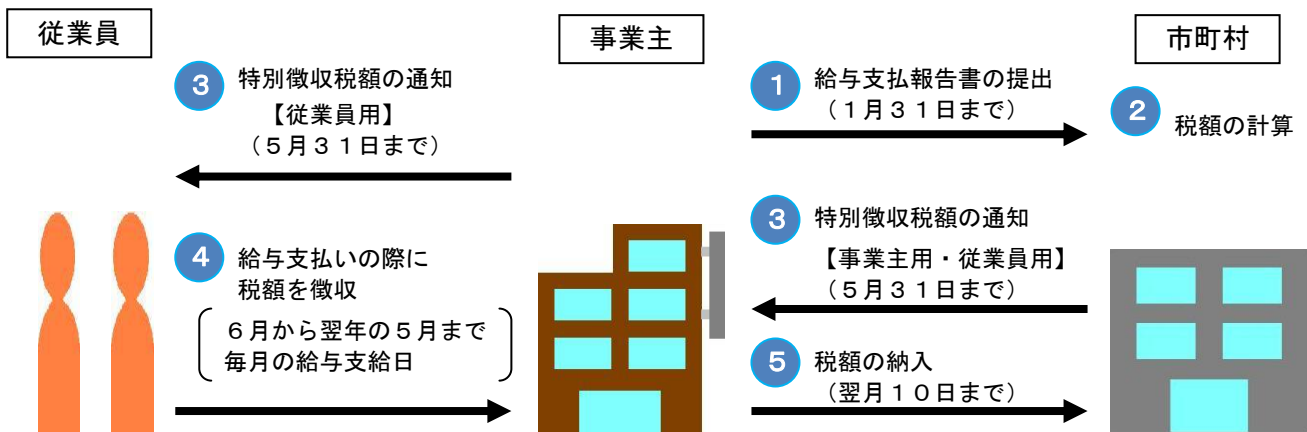 従業員
事業主
市町村
③
特別徴収税額の通知
【従業員用】
（５月３１日まで）
①
給与支払報告書の提出
（１月３１日まで）
②
税額の計算
④
給与支払いの際に
税額を徴収
６月から翌年の５月まで
毎月の給与支給日
③
特別徴収税額の通知
【事業主用・従業員用】
（５月３１日まで）
⑤
税額の納入
（翌月１０日まで）